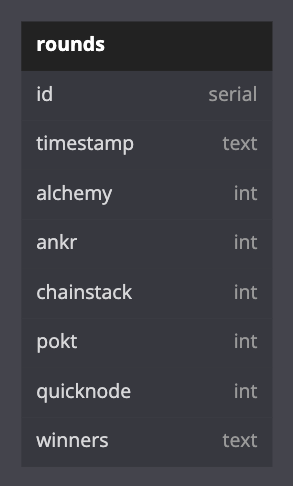 rounds
id serial
timestamp text
alchemy int
ankr int
chainstack int
pokt int
quicknode int
winners text